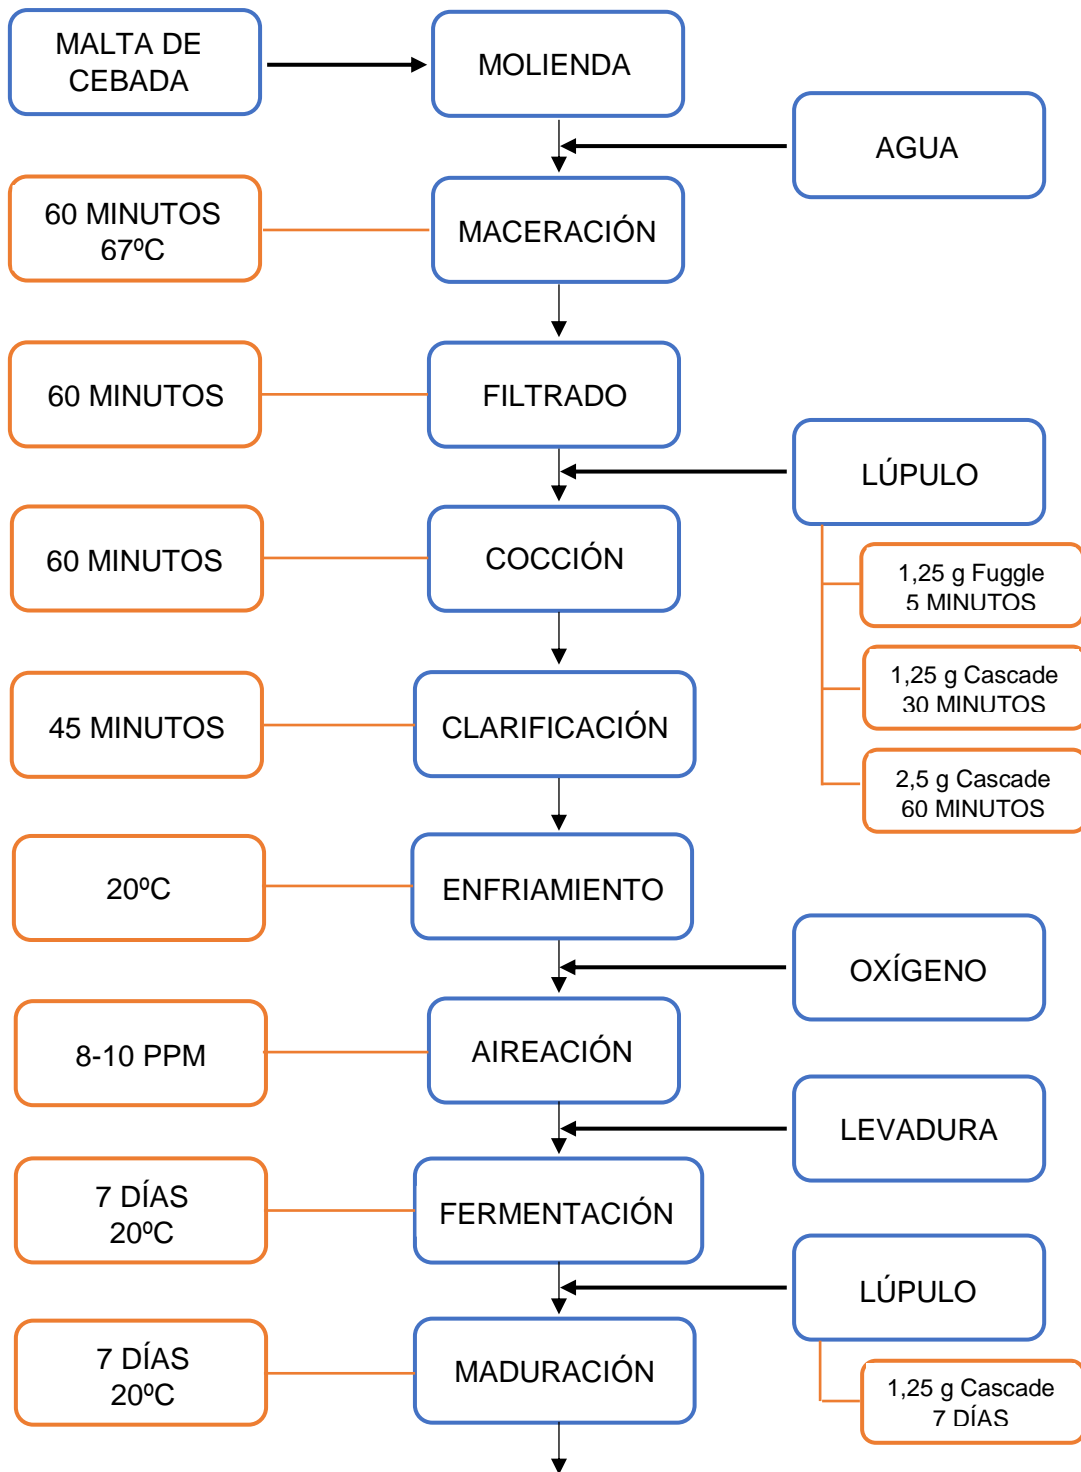 MALTA DE
CEBADA
MOLIENDA
AGUA
60 MINUTOS
67ºC
MACERACIÓN
60 MINUTOS
FILTRADO
LÚPULO
60 MINUTOS
COCCIÓN
1,25 g Fuggle
5 MINUTOS
1,25 g Cascade
30 MINUTOS
45 MINUTOS
CLARIFICACIÓN
2,5 g Cascade
60 MINUTOS
20ºC
ENFRIAMIENTO
OXÍGENO
8-10 PPM
AIREACIÓN
LEVADURA
7 DÍAS
20ºC
FERMENTACIÓN
LÚPULO
7 DÍAS
20ºC
MADURACIÓN
1,25 g Cascade
7 DÍAS